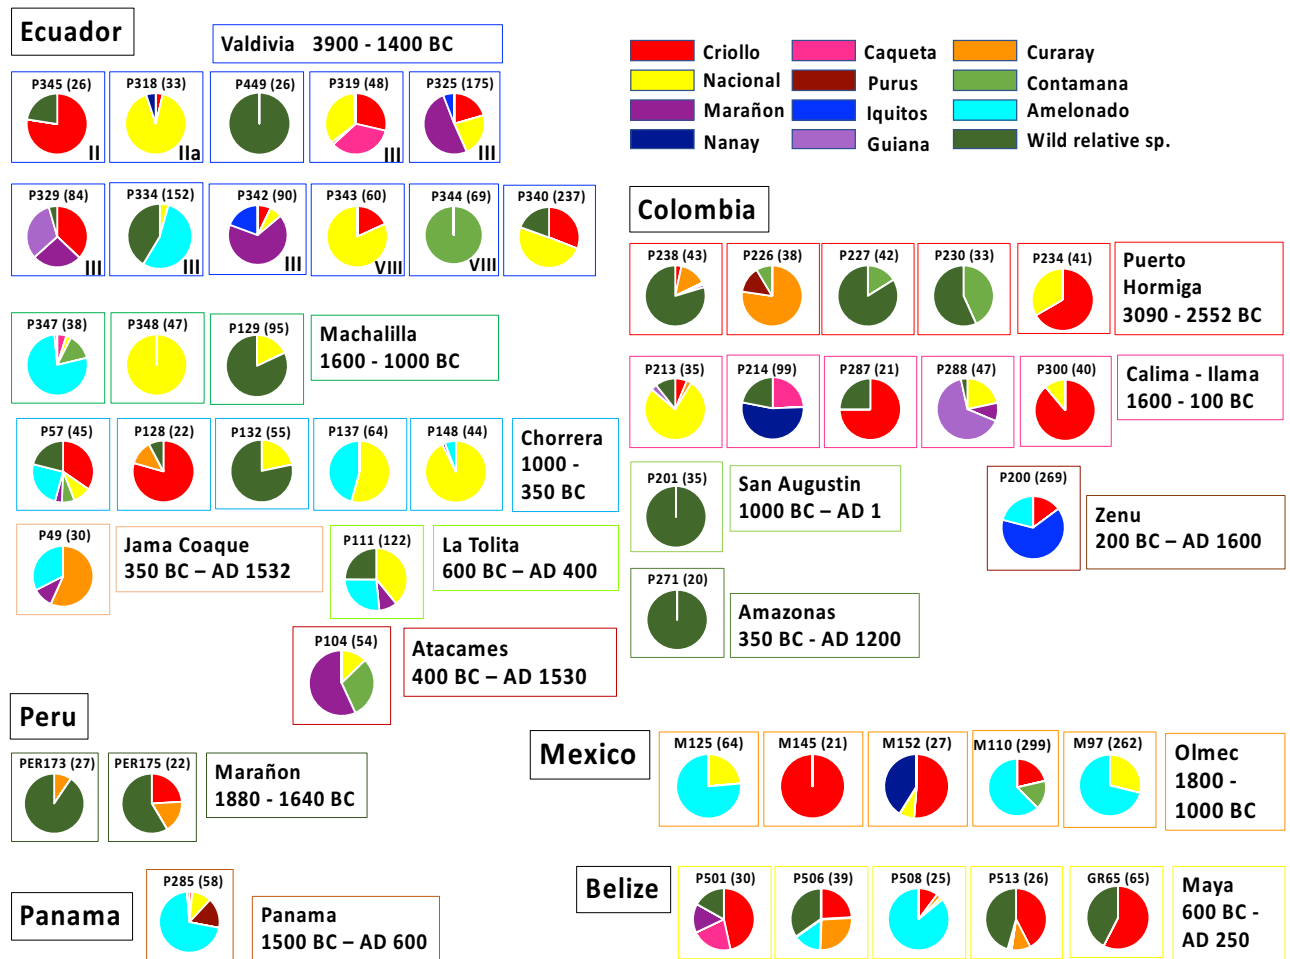 Ecuador
Valdivia 3900 - 1400 BC
P345 (26)
II
P318 (33)
IIa
P449 (26)
P319 (48)
III
P325 (175)
III
P329 (84)
III
P334 (152)
III
P342 (90)
III
P343 (60)
VIII
P344 (69)
VIII
P340 (237)
Criollo
Nacional
Marañon
Nanay
Caqueta
Purus
Iquitos
Guiana
Curaray
Contamana
Amelonado
Wild relative sp.
P347 (38)
P348 (47)
P129 (95)
Machalilla
1600 - 1000 BC
P57 (45)
P128 (22)
P132 (55)
P137 (64)
P148 (44)
Chorrera
1000 -
350 BC
P49 (30)
Jama Coaque
350 BC – AD 1532
P111 (122)
La Tolita
600 BC – AD 400
P104 (54)
Atacames
400 BC – AD 1530
Colombia
P238 (43)
P226 (38)
P227 (42)
P230 (33)
P234 (41)
Puerto
Hormiga
3090 - 2552 BC
P213 (35)
P214 (99)
P287 (21)
P288 (47)
P300 (40)
Calima - Ilama
1600 - 100 BC
P201 (35)
San Augustin
1000 BC – AD 1
P200 (269)
Zenu
200 BC – AD 1600
P271 (20)
Amazonas
350 BC - AD 1200
Peru
PER173 (27)
PER175 (22)
Marañon
1880 - 1640 BC
Mexico
M125 (64)
M145 (21)
M152 (27)
M110 (299)
M97 (262)
Olmec
1800 -
1000 BC
Panama
P285 (58)
Panama
1500 BC – AD 600
Belize
P501 (30)
P506 (39)
P508 (25)
P513 (26)
GR65 (65)
Maya
600 BC -
AD 250